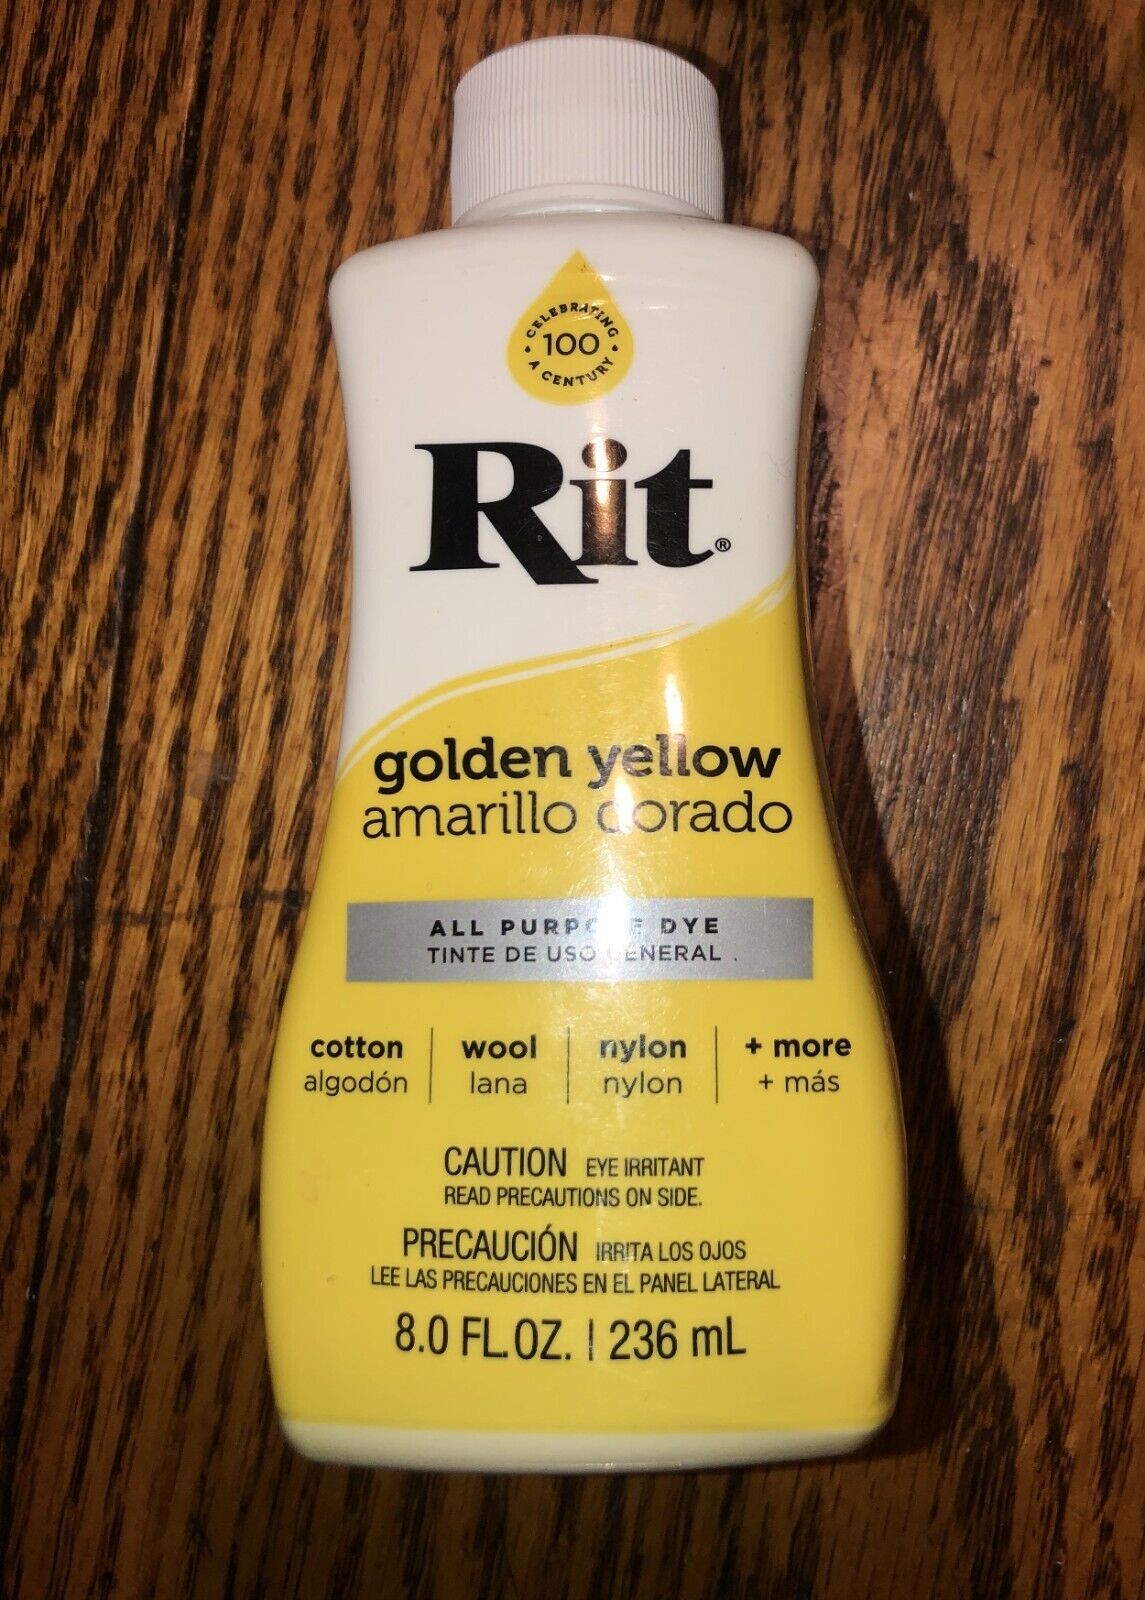 CELEBRATING
100
A CENTURY
Rit®
golden yellow
amarillo dorado
ALL PURPOSE DYE
TINTE DE USO GENERAL
cotton | wool | nylon | + more
algodón | lana | nylon | + más
CAUTION EYE IRRITANT
READ PRECAUTIONS ON SIDE.
PRECAUCIÓN IRRITA LOS OJOS
LEE LAS PRECAUCIONES EN EL PANEL LATERAL
8.0 FL.OZ. | 236 mL